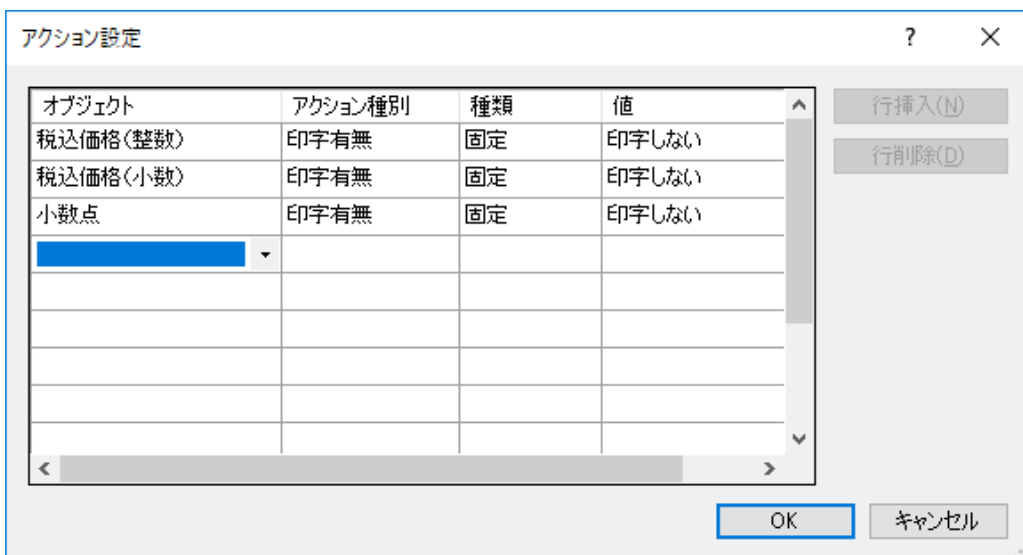 アクション設定
オブジェクト アクション種別 種類 値 行挿入(N)
税込価格(整数) 印字有無 固定 印字しない
行削除(D)
税込価格(小数) 印字有無 固定 印字しない
小数点 印字有無 固定 印字しない
OK キャンセル